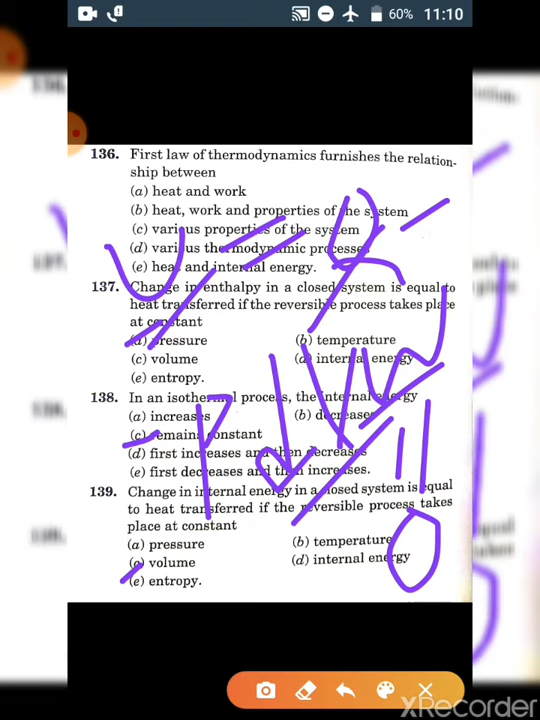 60% 11:10
136. First law of thermodynamics furnishes the relation-
ship between
(a) heat and work
(b) heat, work and properties of the system
(c) various properties of the system
(d) various thermodynamic processes
(e) heat and internal energy.
137. Change in enthalpy in a closed system is equal to
heat transferred if the reversible process takes place
at constant
(a) pressure (b) temperature
(c) volume (d) internal energy
(e) entropy.
138. In an isothermal process, the internal energy
(a) increases (b) decreases
(c) remains constant
(d) first increases and then decreases
(e) first decreases and then increases.
139. Change in internal energy in a closed system is equal
to heat transferred if the reversible process takes
place at constant
(a) pressure (b) temperature
(c) volume (d) internal energy
(e) entropy.
XRecorder